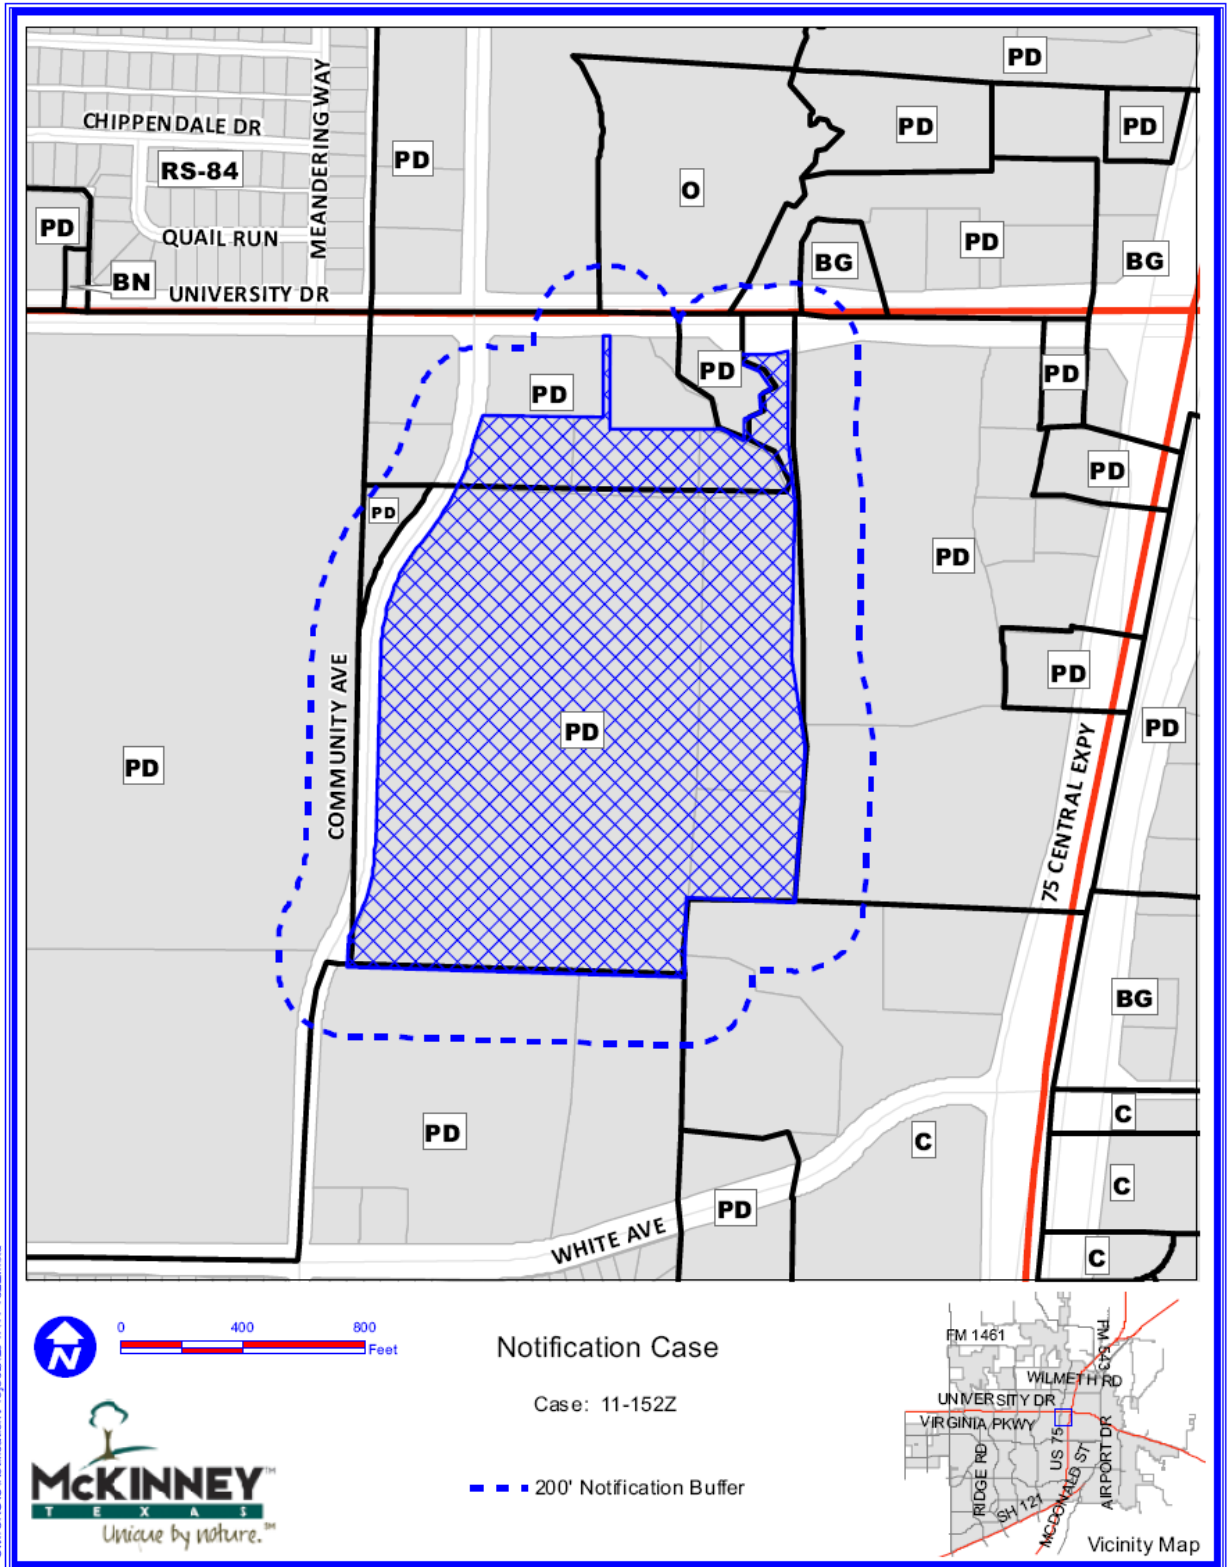 PD
CHIPPENDALE DR
MEANDERING WAY
PD
PD
PD
RS-84
O
PD
QUAIL RUN
PD
BG
BG
BN
UNIVERSITY DR
PD
PD
PD
PD
PD
PD
COMMUNITY AVE
PD
PD
PD
PD
75 CENTRAL EXPY
BG
C
PD
C
C
PD
WHITE AVE
C
0 400 800
Feet
N
Notification Case
Case: 11-152Z
200' Notification Buffer
McKINNEY™
TEXAS
Unique by nature.™
FM 1461
FM 543
WILMETH RD
UNIVERSITY DR
VIRGINIA PKWY
US 75
RIDGE RD
AIRPORT DR
SH 121
MCDONALD ST
Vicinity Map